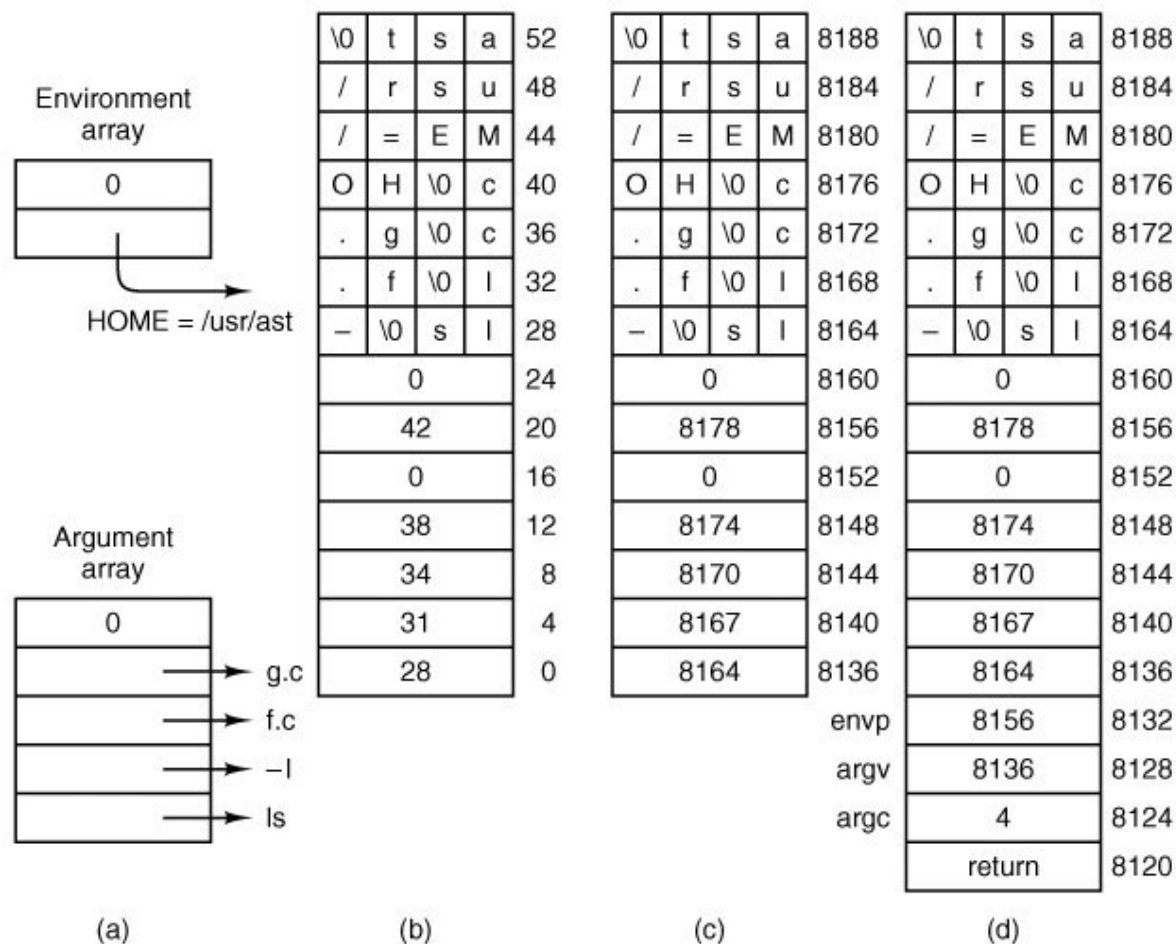 Environment
array
0
HOME = /usr/ast
Argument
array
0
g.c
f.c
–l
ls
(a)
\0 t s a 52
/ r s u 48
/ = E M 44
O H \0 c 40
. g \0 c 36
. f \0 l 32
– \0 s l 28
0 24
42 20
0 16
38 12
34 8
31 4
28 0
(b)
\0 t s a 8188
/ r s u 8184
/ = E M 8180
O H \0 c 8176
. g \0 c 8172
. f \0 l 8168
– \0 s l 8164
0 8160
8178 8156
0 8152
8174 8148
8170 8144
8167 8140
8164 8136
(c)
\0 t s a 8188
/ r s u 8184
/ = E M 8180
O H \0 c 8176
. g \0 c 8172
. f \0 l 8168
– \0 s l 8164
0 8160
8178 8156
0 8152
8174 8148
8170 8144
8167 8140
8164 8136
envp 8156 8132
argv 8136 8128
argc 4 8124
return 8120
(d)